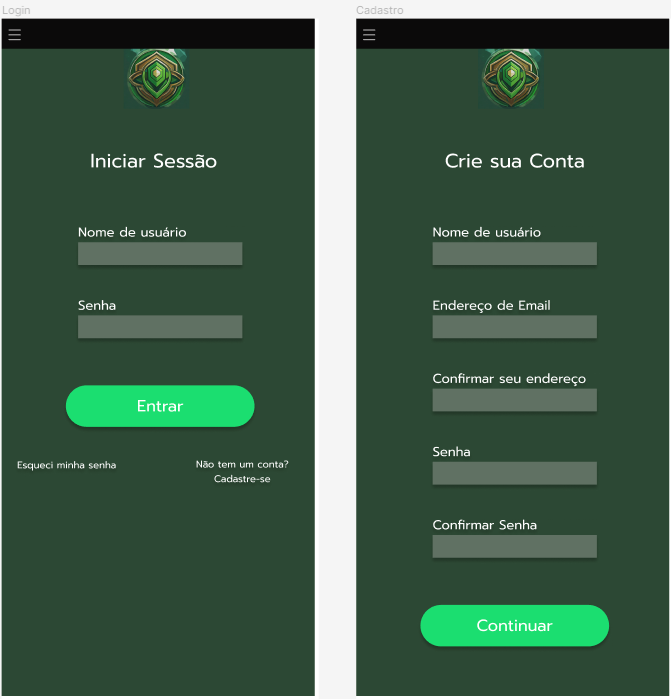 Login
Iniciar Sessão
Nome de usuário
Senha
Entrar
Esqueci minha senha
Não tem um conta?
Cadastre-se
Cadastro
Crie sua Conta
Nome de usuário
Endereço de Email
Confirmar seu endereço
Senha
Confirmar Senha
Continuar